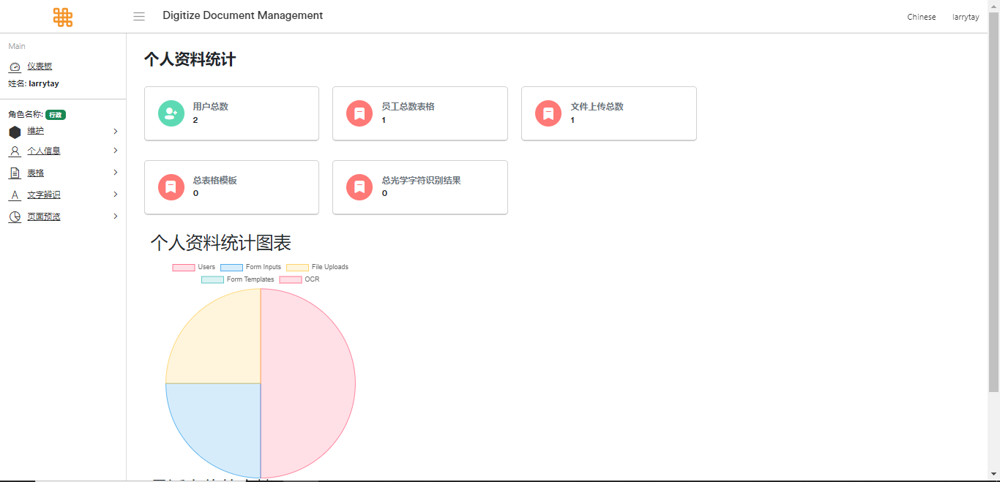 Digitize Document Management
Chinese
larrytay
Main
仪表板
姓名: larrytay
角色名称: 行政
维护
个人信息
表格
文字辨识
页面预览
个人资料统计
用户总数
2
员工总数表格
1
文件上传总数
1
总表格模板
0
总光学字符识别结果
0
个人资料统计图表
Users Form Inputs File Uploads
Form Templates OCR